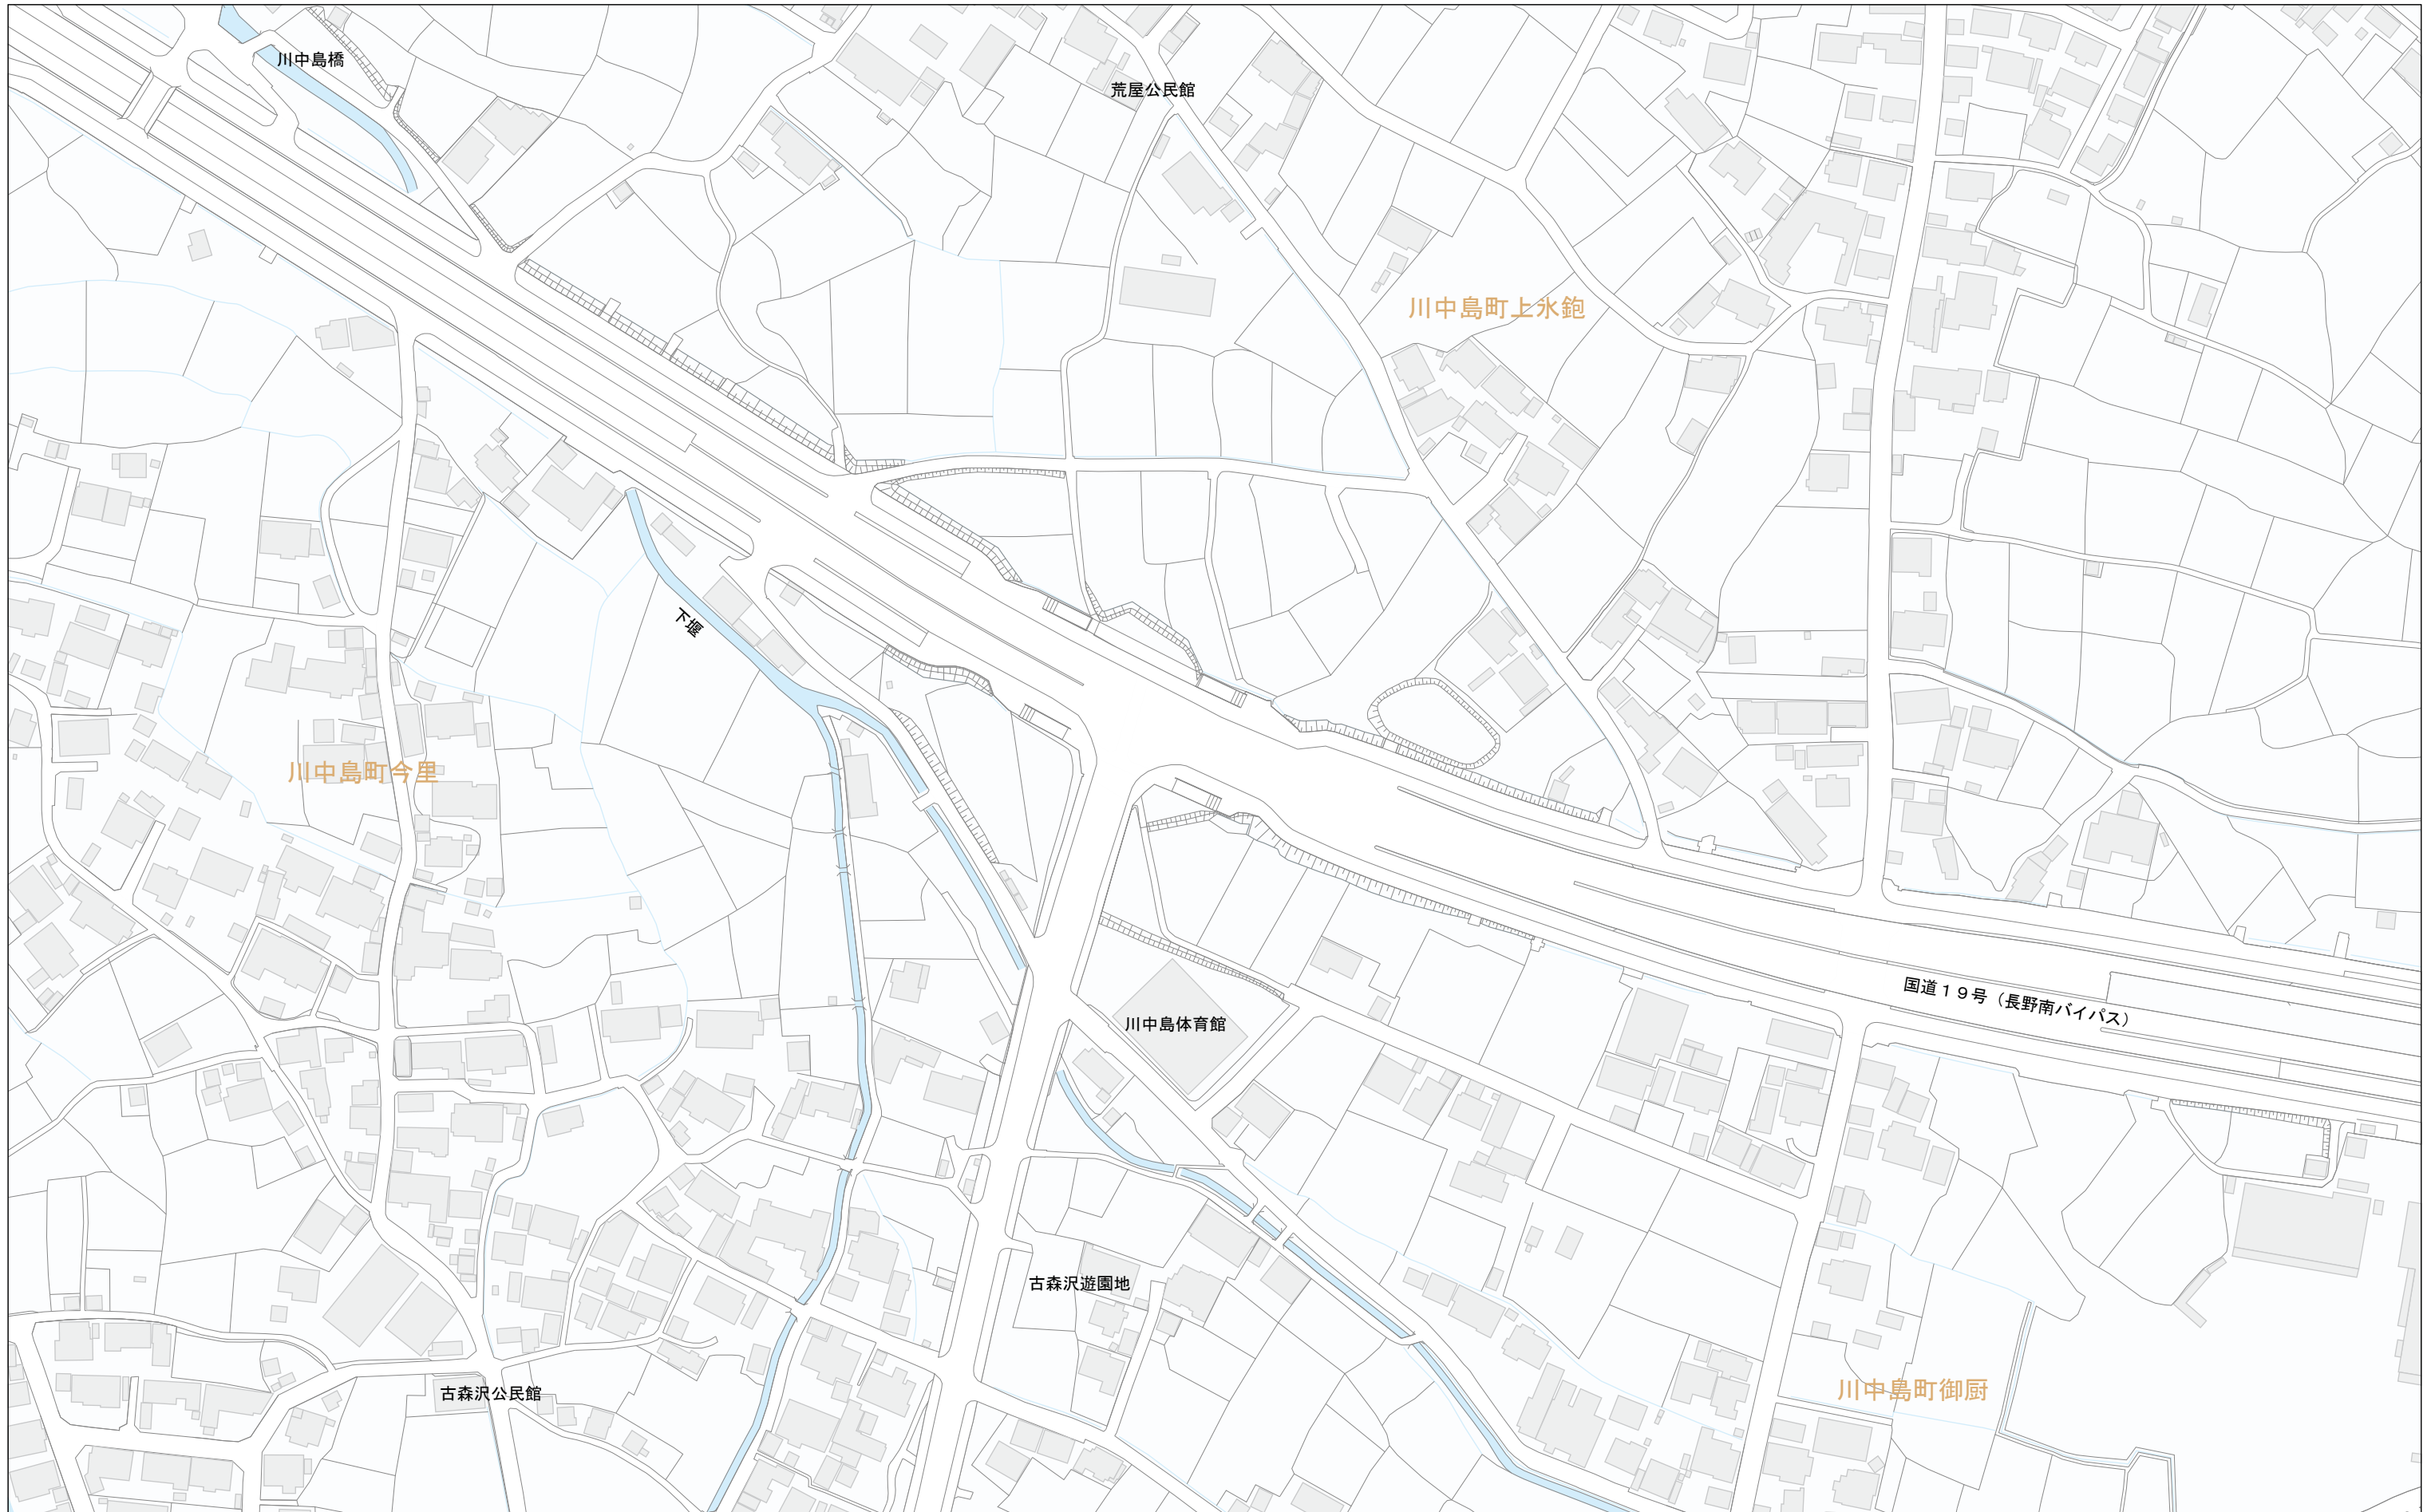 川中島橋
荒屋公民館
川中島町上氷鉋
下堰
川中島町今里
国道19号（長野南バイパス）
川中島体育館
古森沢遊園地
川中島町御厨
古森沢公民館